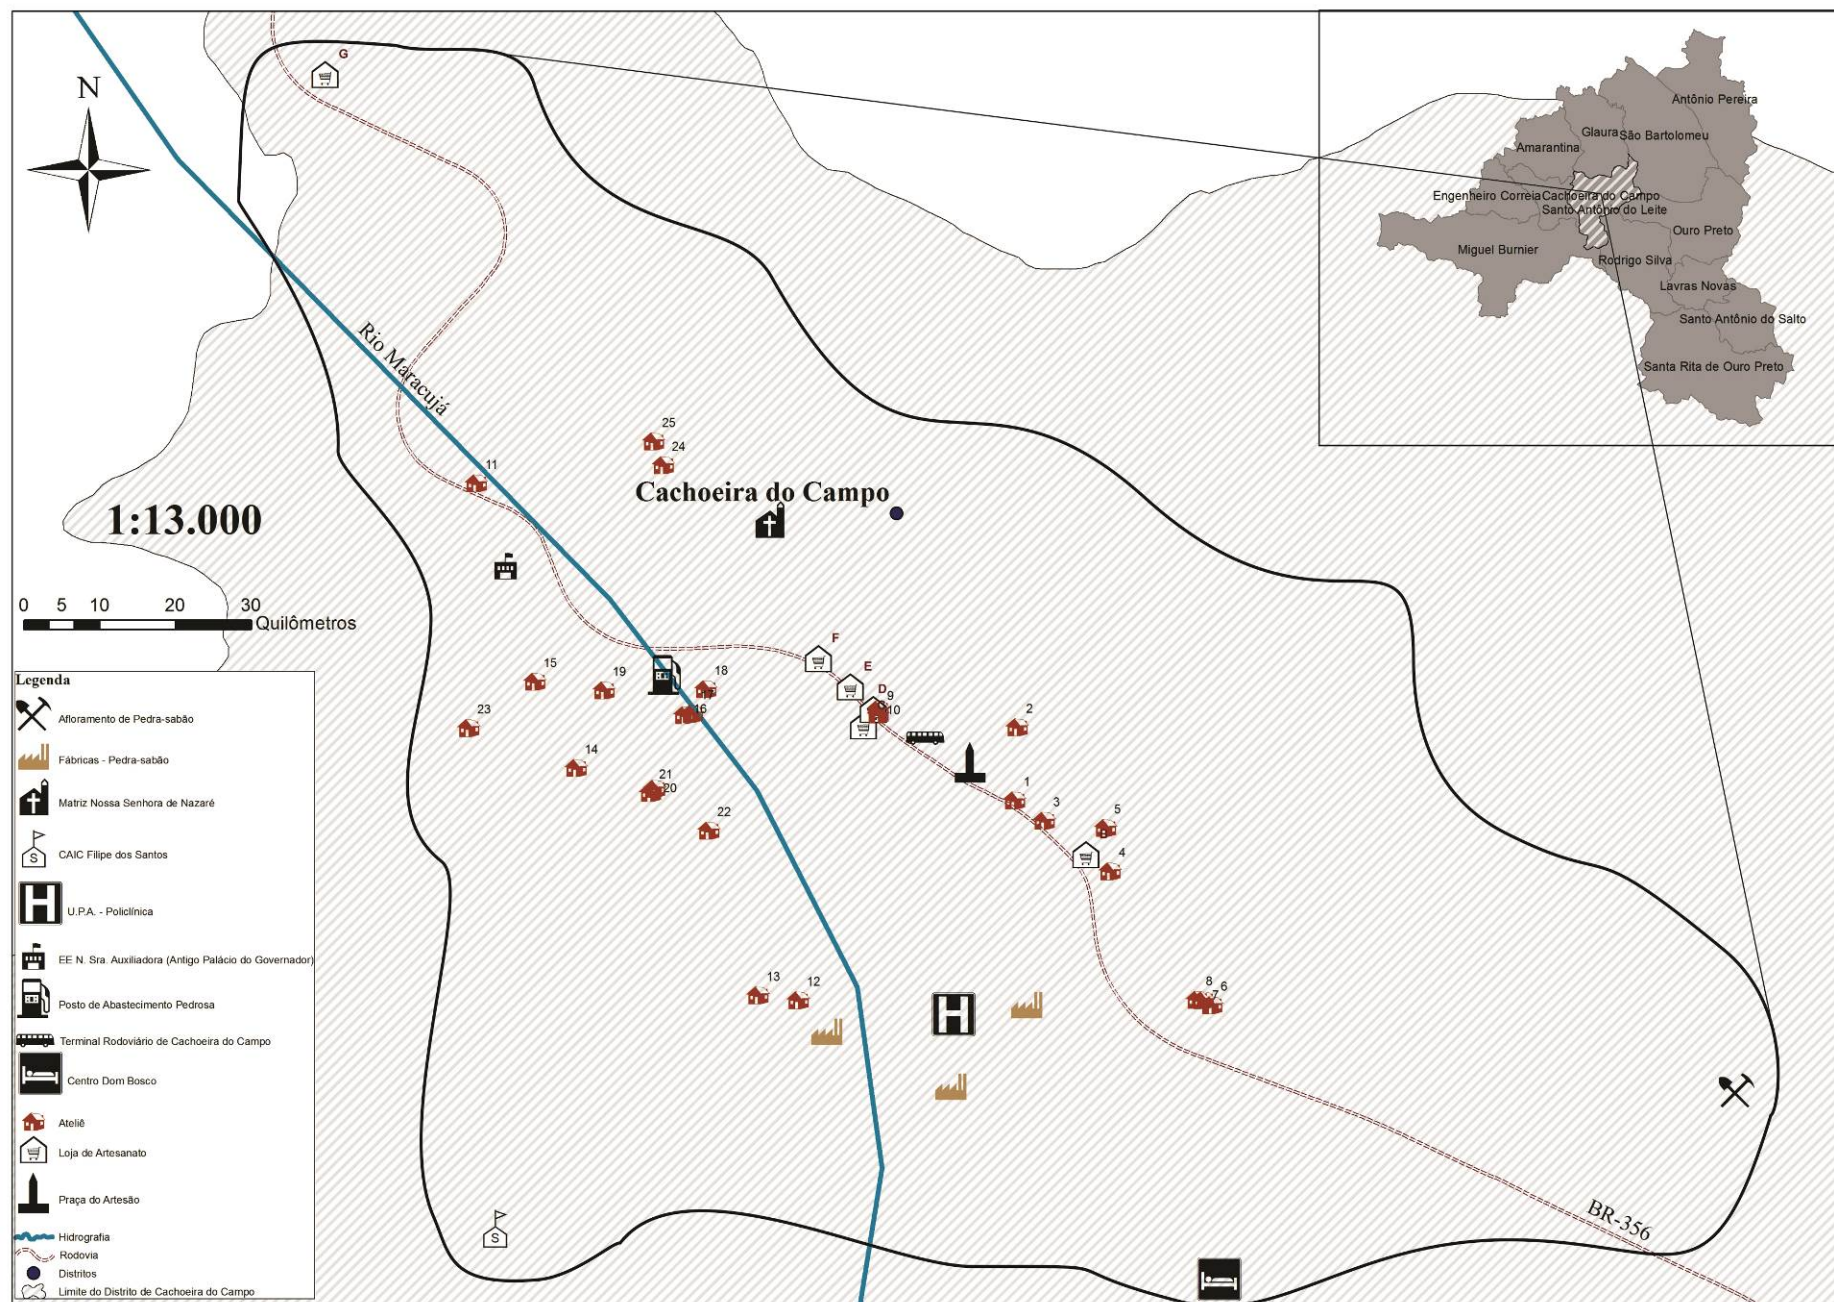 G
N
Antônio Pereira
Glaura
São Bartolomeu
Amarantina
Engenheiro Correia
Cachoeira do Campo
Santo Antônio do Leite
Ouro Preto
Miguel Burnier
Rodrigo Silva
Lavras Novas
Santo Antônio do Salto
Santa Rita de Ouro Preto
Rio Maracujá
25
24
11
Cachoeira do Campo
1:13.000
0 5 10 20 30
Quilômetros
F
E
D
9
10
15
19
18
17
16
23
14
21
20
22
2
1
3
5
B
4
13
12
8
6
7
BR-356
Legenda
Afloramento de Pedra-sabão
Fábricas - Pedra-sabão
Matriz Nossa Senhora de Nazaré
S
CAIC Filipe dos Santos
H
U.P.A. - Policlínica
EE N. Sra. Auxiliadora (Antigo Palácio do Governador)
Posto de Abastecimento Pedrosa
Terminal Rodoviário de Cachoeira do Campo
Centro Dom Bosco
Ateliê
Loja de Artesanato
Praça do Artesão
Hidrografia
Rodovia
Distritos
Limite do Distrito de Cachoeira do Campo
H
S